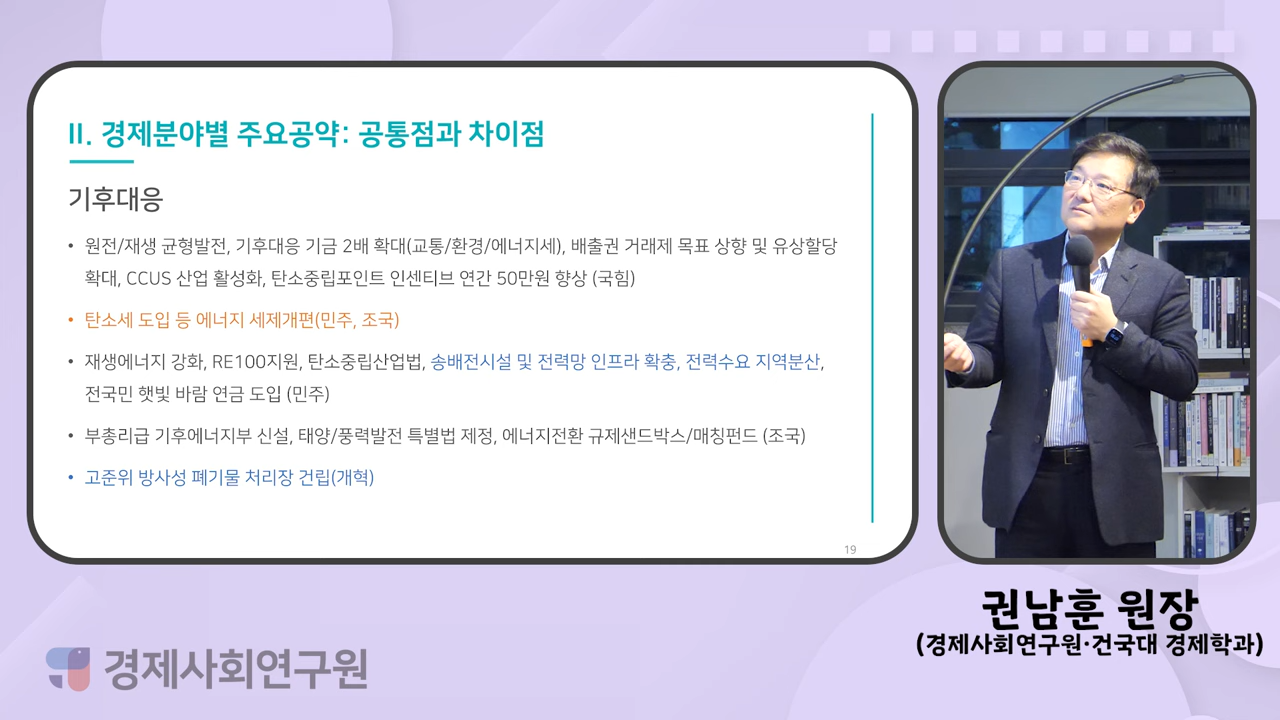 II. 경제분야별 주요공약: 공통점과 차이점
기후대응
• 원전/재생 균형발전, 기후대응 기금 2배 확대(교통/환경/에너지세), 배출권 거래제 목표 상향 및 유상할당
확대, CCUS 산업 활성화, 탄소중립포인트 인센티브 연간 50만원 향상 (국힘)
• 탄소세 도입 등 에너지 세제개편(민주, 조국)
• 재생에너지 강화, RE100지원, 탄소중립산업법, 송배전시설 및 전력망 인프라 확충, 전력수요 지역분산,
전국민 햇빛 바람 연금 도입 (민주)
• 부총리급 기후에너지부 신설, 태양/풍력발전 특별법 제정, 에너지전환 규제샌드박스/매칭펀드 (조국)
• 고준위 방사성 폐기물 처리장 건립(개혁)
19
권남훈 원장
(경제사회연구원·건국대 경제학과)
경제사회연구원